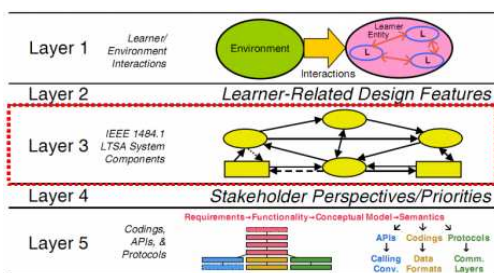 Layer 1
Learner/
Environment
Interactions
Environment
Interactions
Learner
Entity
L
L
L
Layer 2
Learner-Related Design Features
Layer 3
IEEE 1484.1
LTSA System
Components
Layer 4
Stakeholder Perspectives/Priorities
Layer 5
Codings,
APIs, &
Protocols
Requirements→Functionality→Conceptual Model→Semantics
APIs Codings Protocols
Calling Data Comm.
Conv. Formats Layers